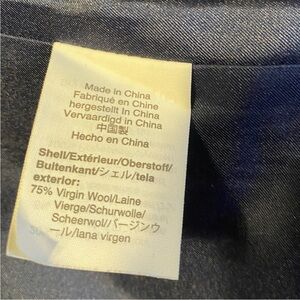 Made in China
Fabriqué en Chine
hergestellt in China
Vervaardigd in China
中国製
Hecho en China
Shell/Extérieur/Oberstoff/
Buitenkant/シェル/tela
exterior:
75% Virgin Wool/Laine
Vierge/Schurwolle/
Scheerwol/バージンウ
ール/lana virgen